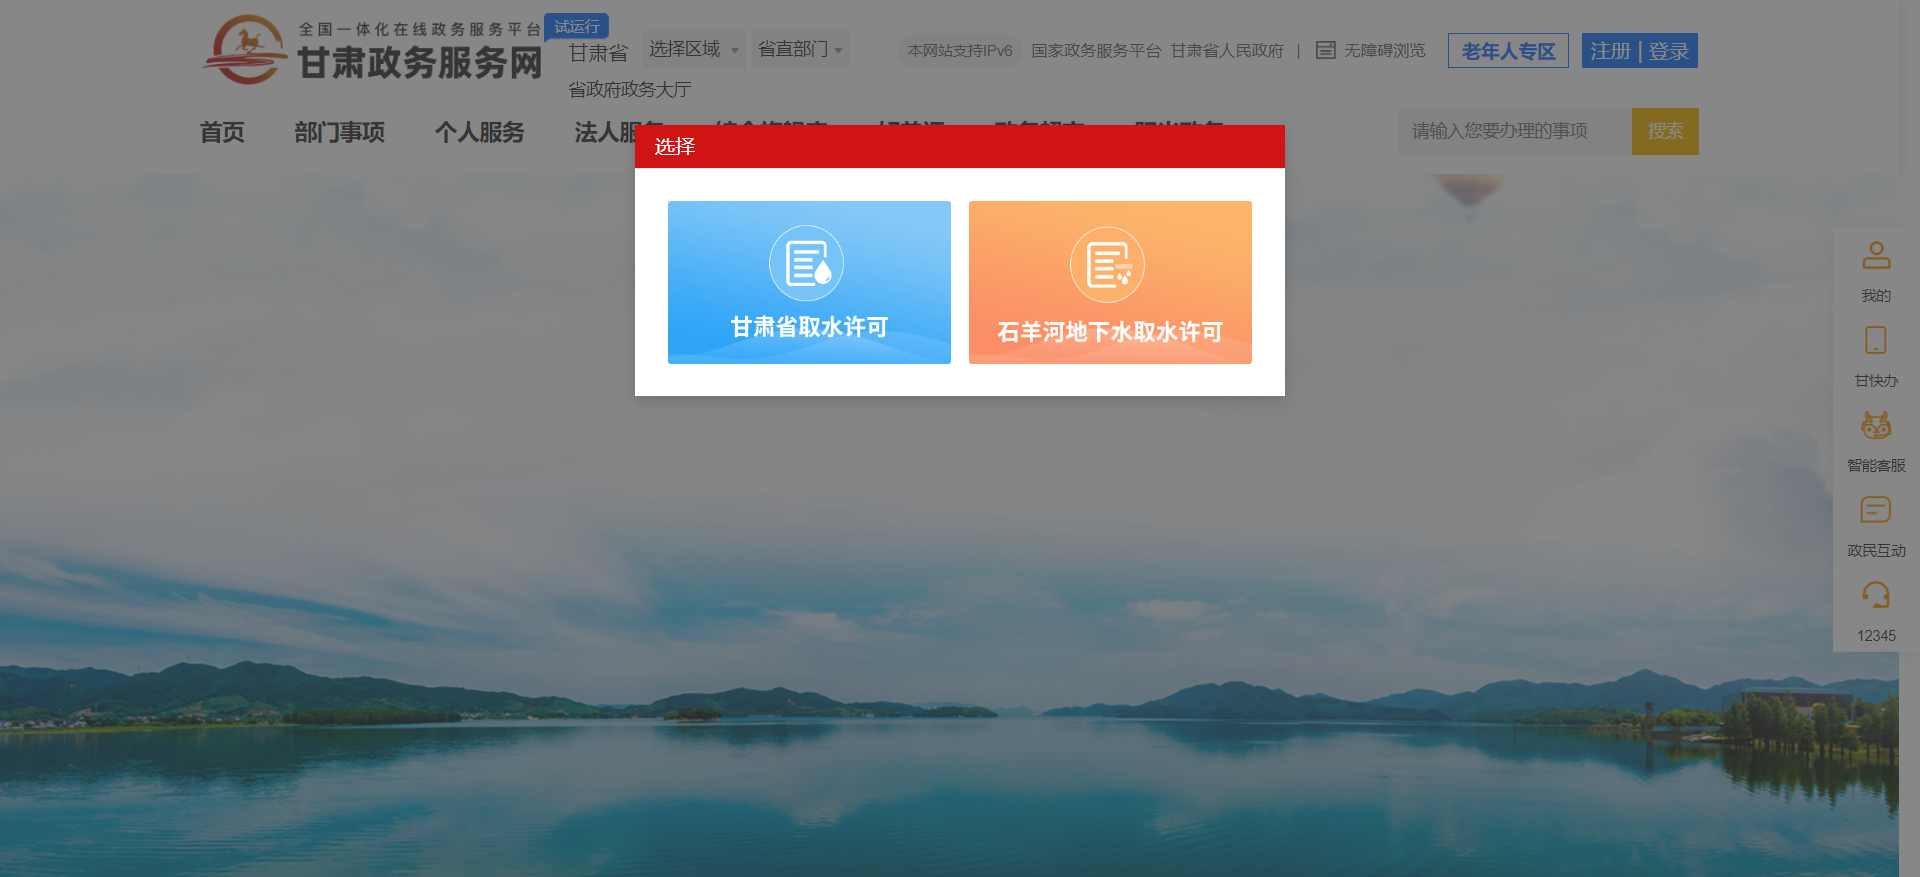 全国一体化在线政务服务平台
试运行
甘肃政务服务网
甘肃省
选择区域
省直部门
本网站支持IPv6
国家政务服务平台
甘肃省人民政府
|
无障碍浏览
老年人专区
注册 | 登录
省政府政务大厅
首页
部门事项
个人服务
请输入您要办理的事项
搜索
选择
甘肃省取水许可
石羊河地下水取水许可
我的
甘快办
智能客服
政民互动
12345